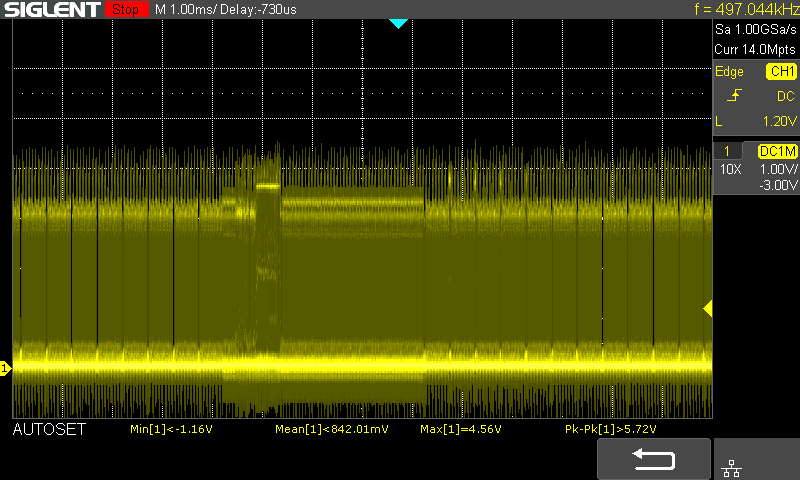 SIGLENT Stop M 1.00ms/ Delay:-730us f = 497.044kHz
Sa 1.00GSa/s
Curr 14.0Mpts
Edge CH1
DC
L 1.20V
1 DC1M
10X 1.00V/
-3.00V
1
AUTOSET Min[1]<-1.16V Mean[1]<842.01mV Max[1]=4.56V Pk-Pk[1]>5.72V